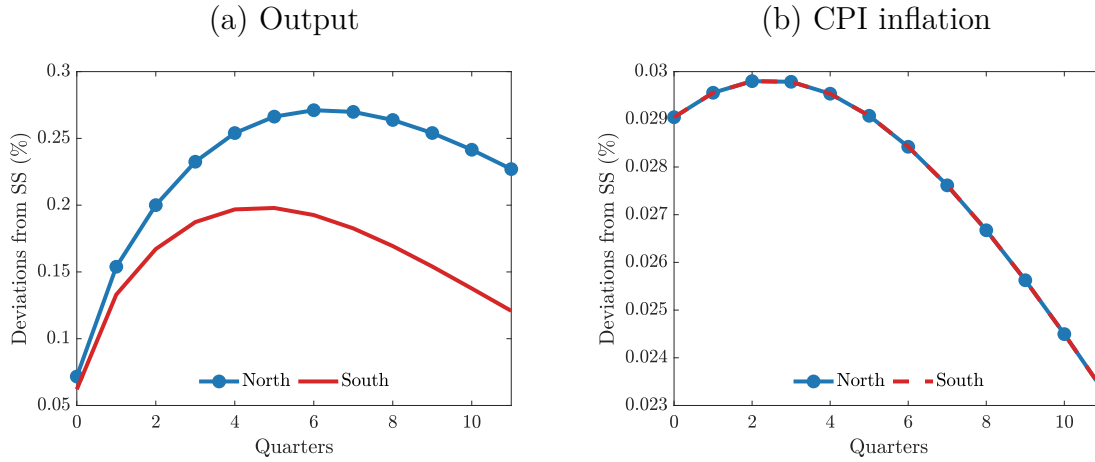 (a) Output
Deviations from SS (%)
0.3
0.25
0.2
0.15
0.1
0.05
0 2 4 6 8 10
Quarters
North South
(b) CPI inflation
Deviations from SS (%)
0.03
0.029
0.028
0.027
0.026
0.025
0.024
0.023
0 2 4 6 8 10
Quarters
North South